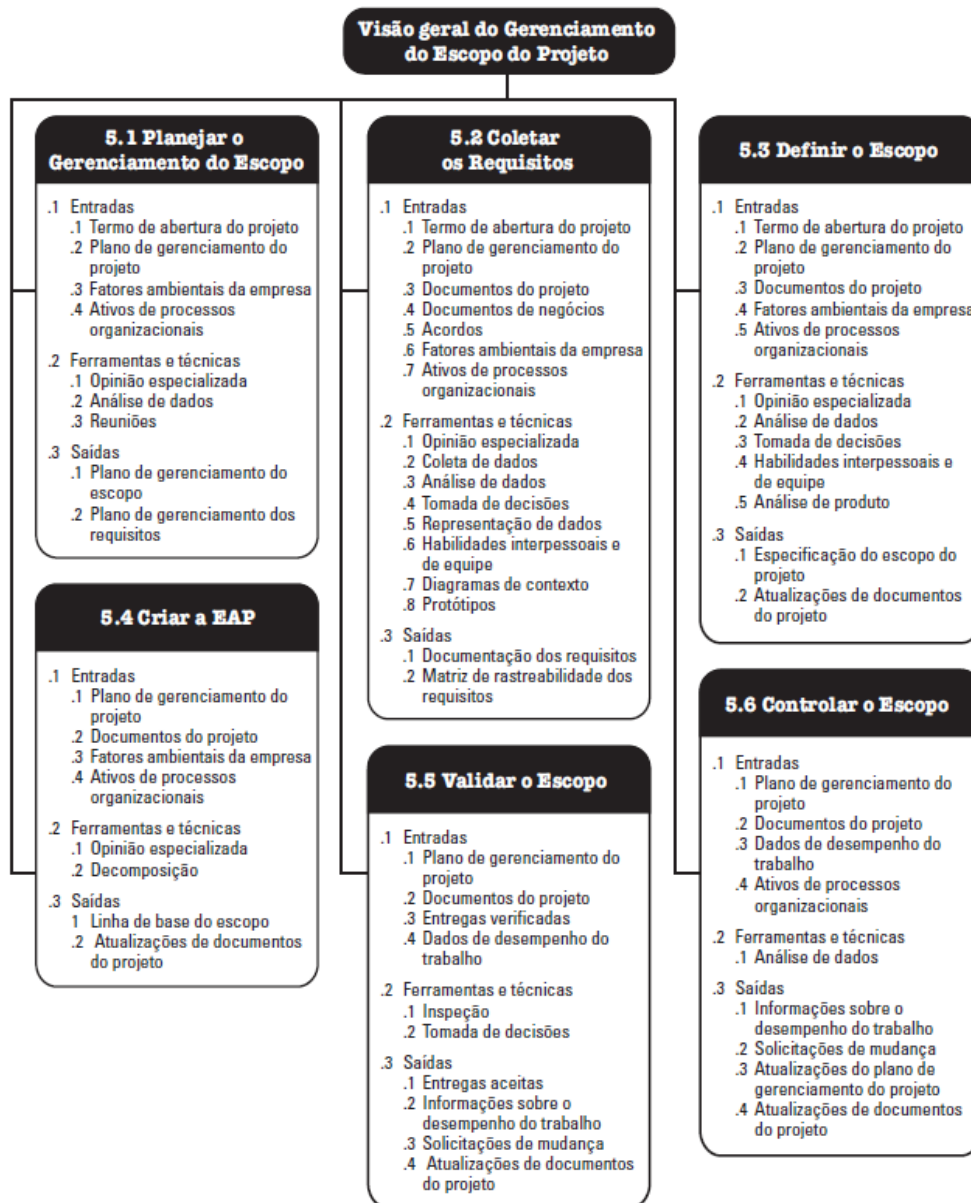 Visão geral do Gerenciamento
do Escopo do Projeto
5.1 Planejar o
Gerenciamento do Escopo
.1 Entradas
.1 Termo de abertura do projeto
.2 Plano de gerenciamento do
projeto
.3 Fatores ambientais da empresa
.4 Ativos de processos
organizacionais
.2 Ferramentas e técnicas
.1 Opinião especializada
.2 Análise de dados
.3 Reuniões
.3 Saídas
.1 Plano de gerenciamento do
escopo
.2 Plano de gerenciamento dos
requisitos
5.2 Coletar
os Requisitos
.1 Entradas
.1 Termo de abertura do projeto
.2 Plano de gerenciamento do
projeto
.3 Documentos do projeto
.4 Documentos de negócios
.5 Acordos
.6 Fatores ambientais da empresa
.7 Ativos de processos
organizacionais
.2 Ferramentas e técnicas
.1 Opinião especializada
.2 Coleta de dados
.3 Análise de dados
.4 Tomada de decisões
.5 Representação de dados
.6 Habilidades interpessoais e
de equipe
.7 Diagramas de contexto
.8 Protótipos
.3 Saídas
.1 Documentação dos requisitos
.2 Matriz de rastreabilidade dos
requisitos
5.3 Definir o Escopo
.1 Entradas
.1 Termo de abertura do projeto
.2 Plano de gerenciamento do
projeto
.3 Documentos do projeto
.4 Fatores ambientais da empresa
.5 Ativos de processos
organizacionais
.2 Ferramentas e técnicas
.1 Opinião especializada
.2 Análise de dados
.3 Tomada de decisões
.4 Habilidades interpessoais e
de equipe
.5 Análise de produto
.3 Saídas
.1 Especificação do escopo do
projeto
.2 Atualizações de documentos
do projeto
5.4 Criar a EAP
.1 Entradas
.1 Plano de gerenciamento do
projeto
.2 Documentos do projeto
.3 Fatores ambientais da empresa
.4 Ativos de processos
organizacionais
.2 Ferramentas e técnicas
.1 Opinião especializada
.2 Decomposição
.3 Saídas
1 Linha de base do escopo
.2 Atualizações de documentos
do projeto
5.5 Validar o Escopo
.1 Entradas
.1 Plano de gerenciamento do
projeto
.2 Documentos do projeto
.3 Entregas verificadas
.4 Dados de desempenho do
trabalho
.2 Ferramentas e técnicas
.1 Inspeção
.2 Tomada de decisões
.3 Saídas
.1 Entregas aceitas
.2 Informações sobre o
desempenho do trabalho
.3 Solicitações de mudança
.4 Atualizações de documentos
do projeto
5.6 Controlar o Escopo
.1 Entradas
.1 Plano de gerenciamento do
projeto
.2 Documentos do projeto
.3 Dados de desempenho do
trabalho
.4 Ativos de processos
organizacionais
.2 Ferramentas e técnicas
.1 Análise de dados
.3 Saídas
.1 Informações sobre o
desempenho do trabalho
.2 Solicitações de mudança
.3 Atualizações do plano de
gerenciamento do projeto
.4 Atualizações de documentos
do projeto